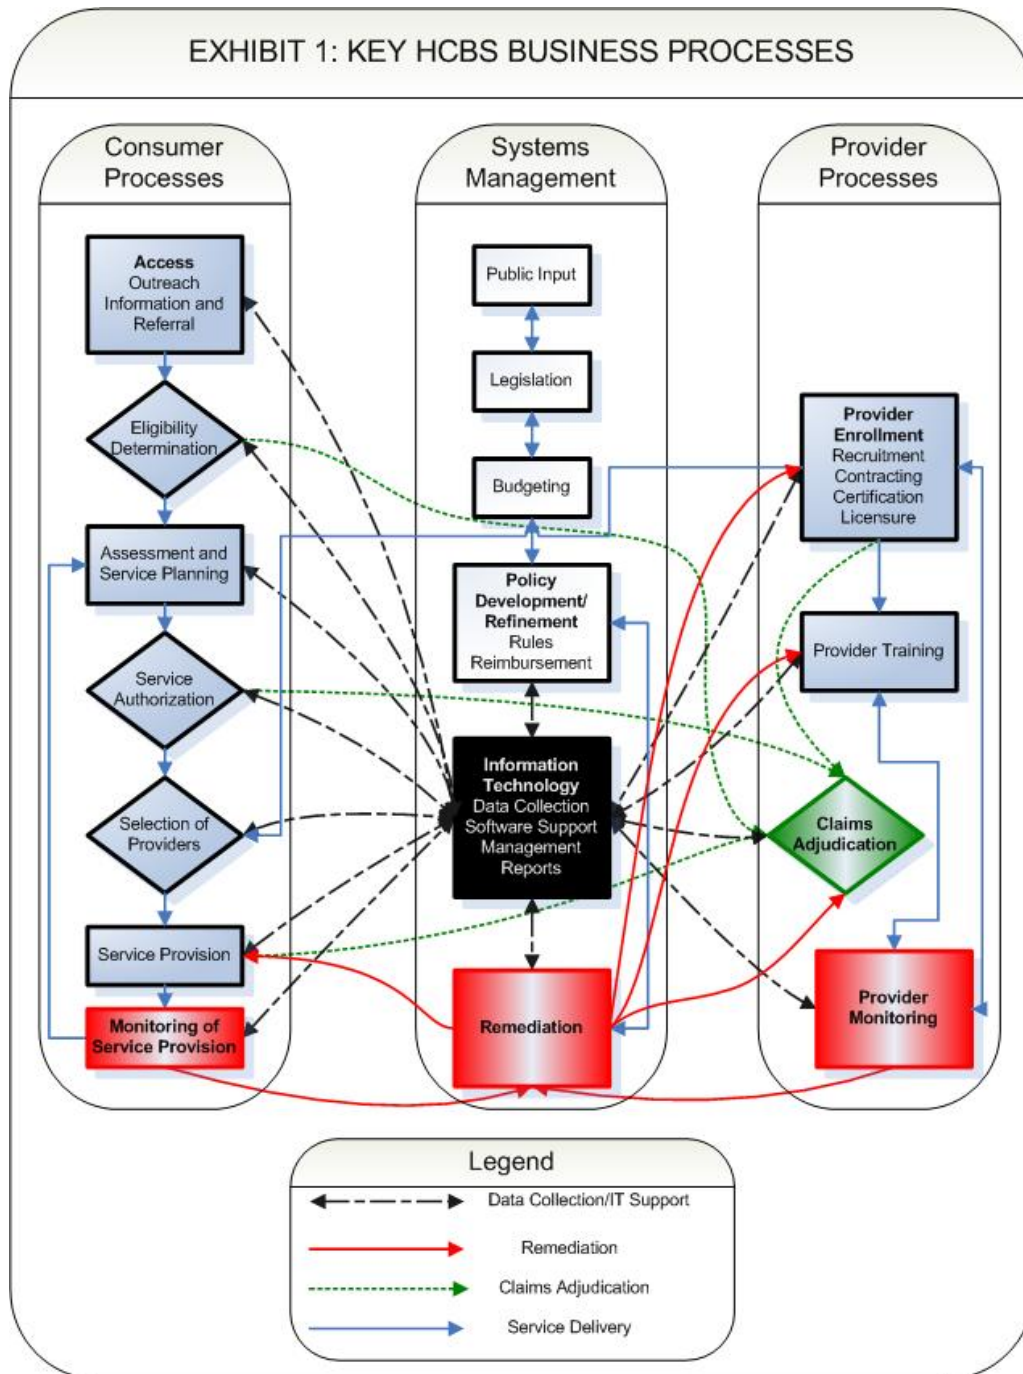 EXHIBIT 1: KEY HCBS BUSINESS PROCESSES
Consumer
Processes
Access
Outreach
Information and
Referral
Eligibility
Determination
Assessment and
Service Planning
Service
Authorization
Selection of
Providers
Service Provision
Monitoring of
Service Provision
Systems
Management
Public Input
Legislation
Budgeting
Policy
Development/
Refinement
Rules
Reimbursement
Information
Technology
Data Collection
Software Support
Management
Reports
Remediation
Provider
Processes
Provider
Enrollment
Recruitment
Contracting
Certification
Licensure
Provider Training
Claims
Adjudication
Provider
Monitoring
Legend
Data Collection/IT Support
Remediation
Claims Adjudication
Service Delivery